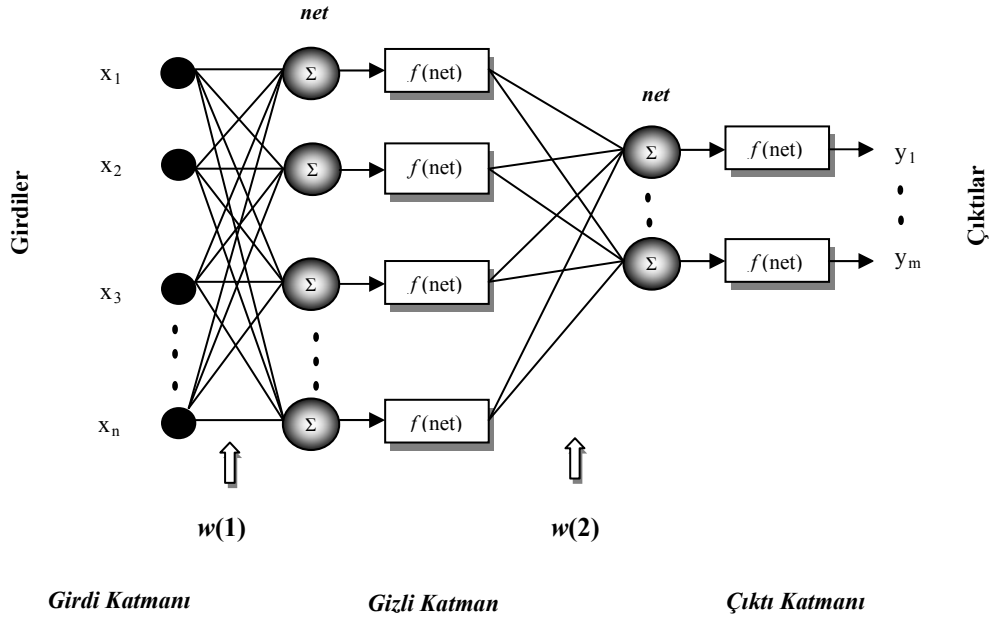 net
x1
Σ
f(net)
net
x2
Σ
f(net)
Σ
f(net)
y1
Girdiler
Çıktılar
x3
Σ
f(net)
Σ
f(net)
ym
xn
Σ
f(net)
w(1)
w(2)
Girdi Katmanı
Gizli Katman
Çıktı Katmanı